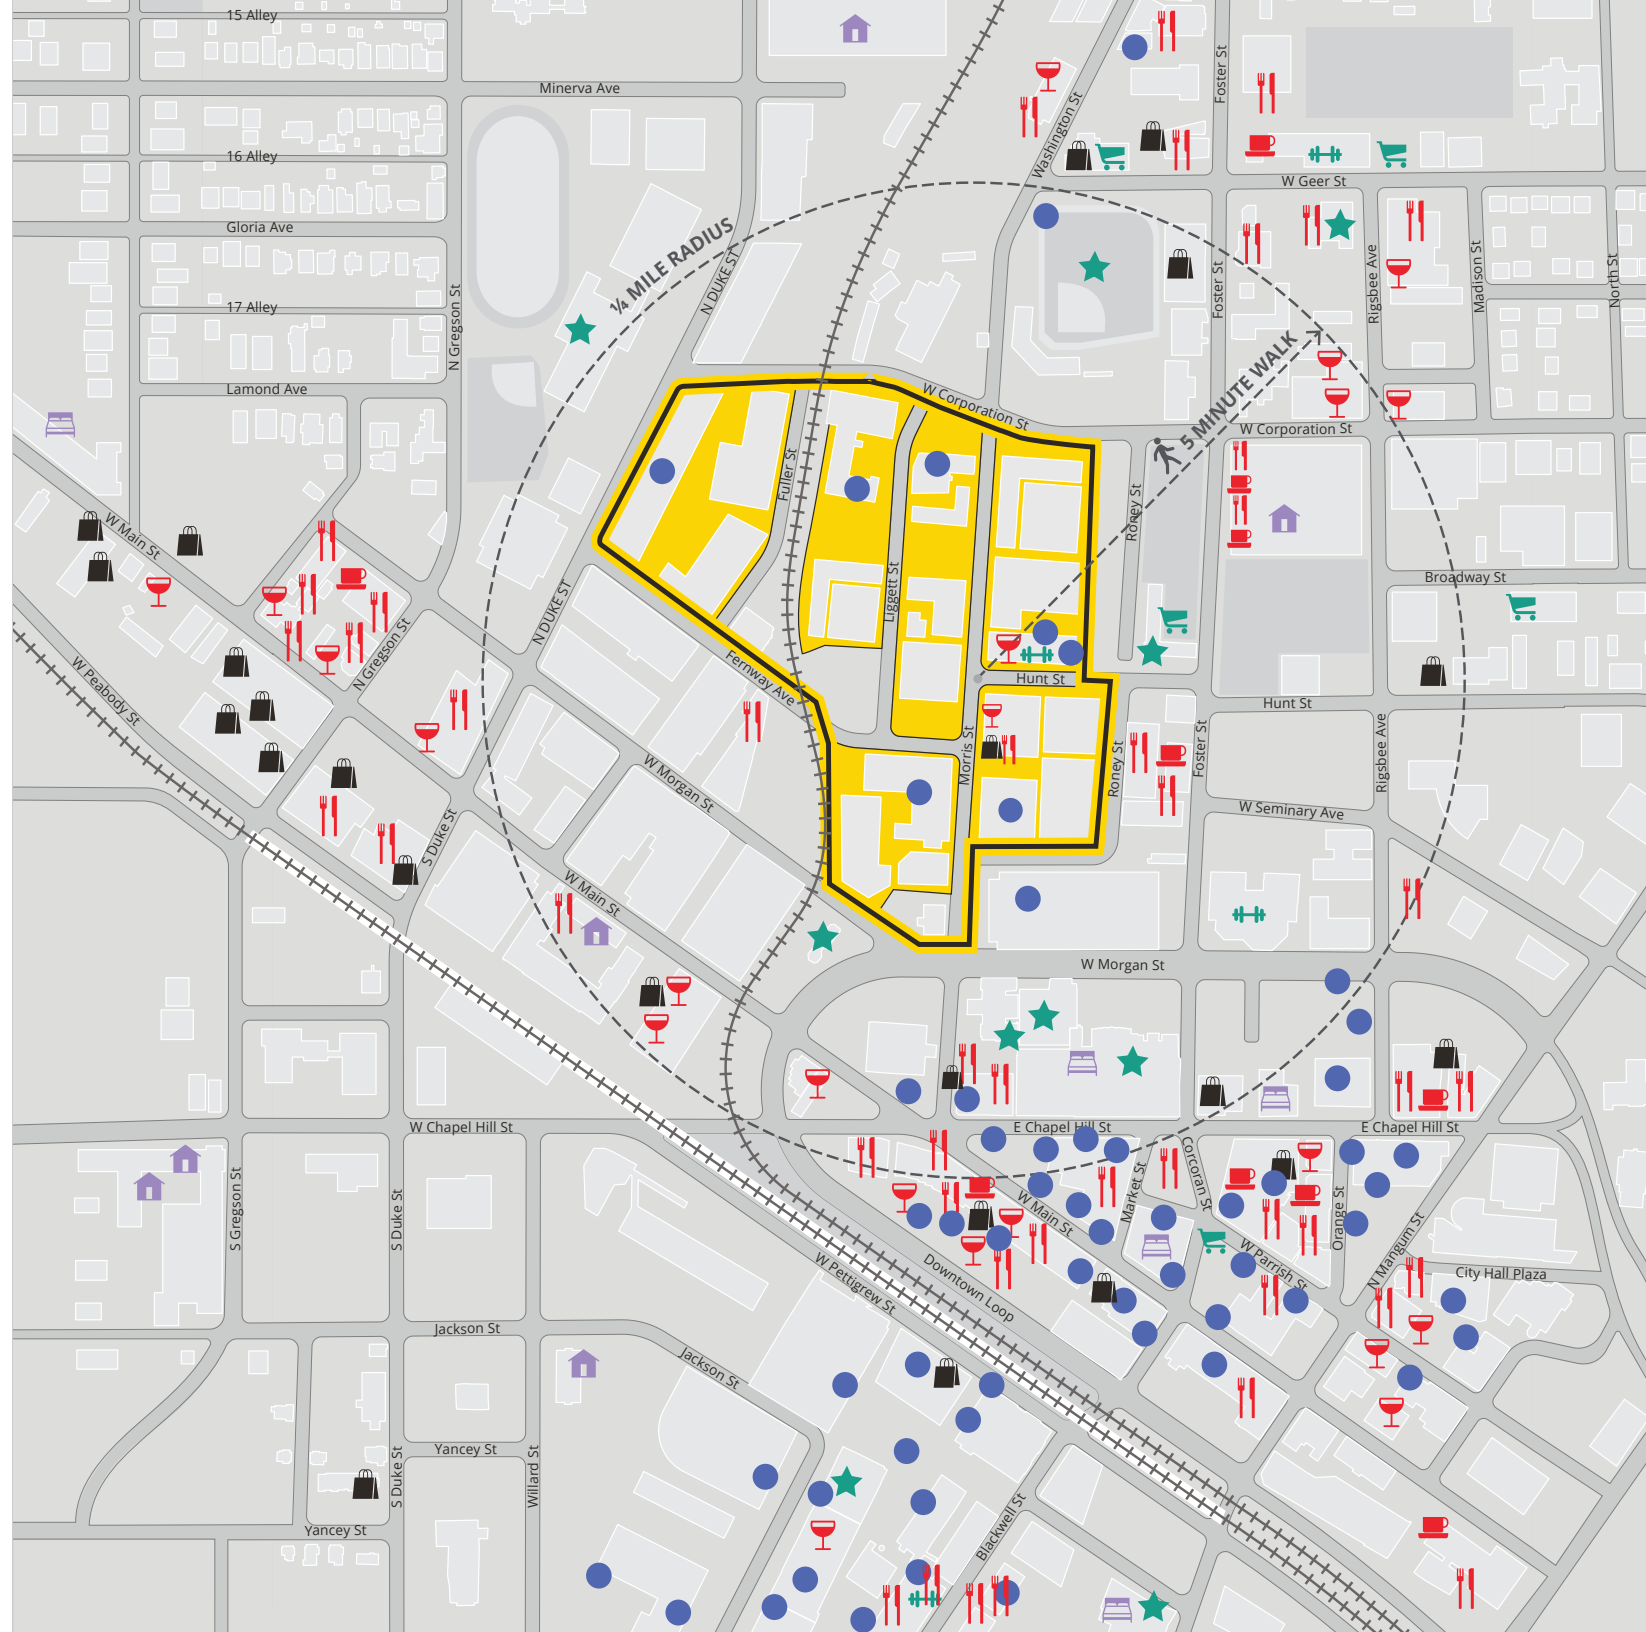 15 Alley
Minerva Ave
Foster St
Washington St
16 Alley
W Geer St
Gloria Ave
¼ MILE RADIUS
N DUKE ST
Foster St
Rigsbee Ave
Madison St
North St
17 Alley
N Gregson St
Lamond Ave
5 MINUTE WALK
W Corporation St
W Corporation St
Fuller St
Roney St
W Main St
Broadway St
Liggett St
N DUKE ST
N Gregson St
W Peabody St
Fernway Ave
Hunt St
Hunt St
Morris St
Roney St
Foster St
Rigsbee Ave
W Morgan St
W Seminary Ave
S Duke St
W Main St
W Morgan St
W Chapel Hill St
E Chapel Hill St
E Chapel Hill St
S Gregson St
S Duke St
Market St
Corcoran St
W Main St
Orange St
N Mangum St
W Parrish St
City Hall Plaza
Downtown Loop
W Pettigrew St
Jackson St
Jackson St
Yancey St
S Duke St
Willard St
Yancey St
Blackwell St